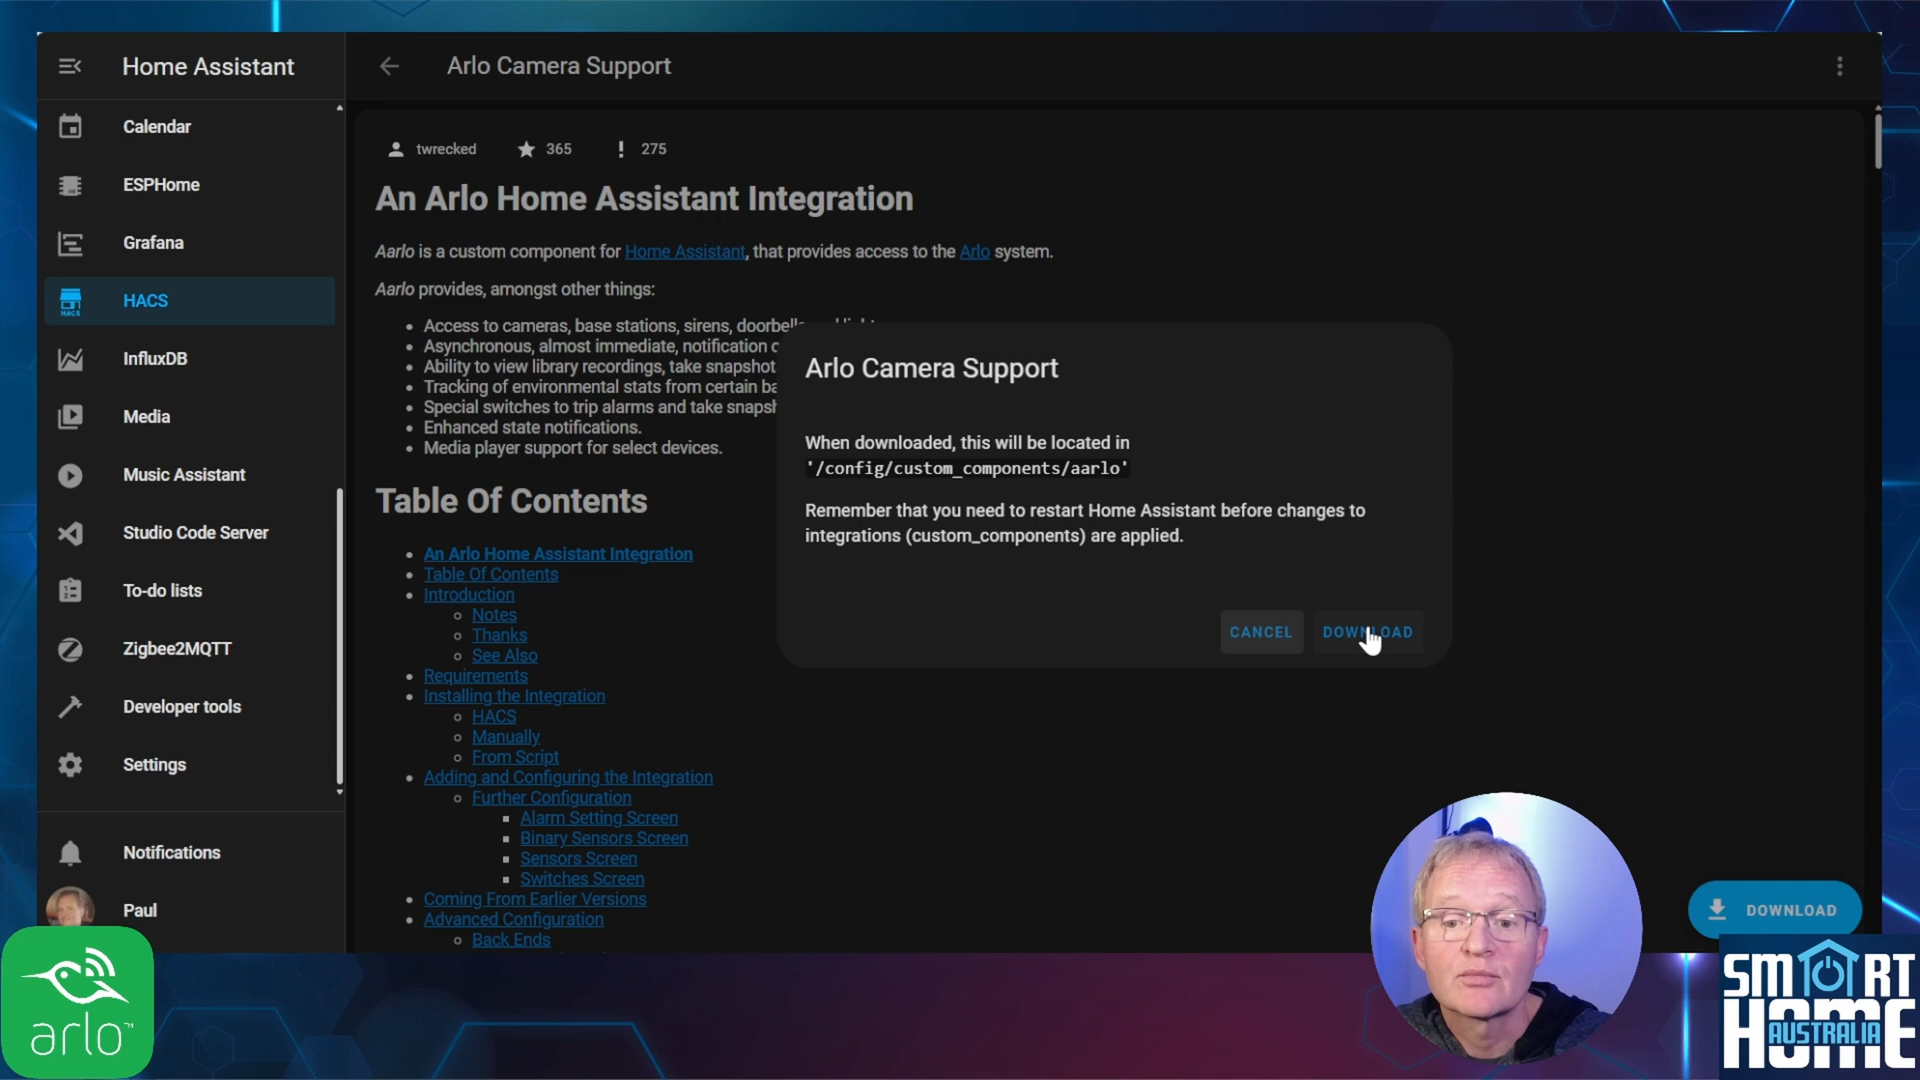 Home Assistant
Calendar
ESPHome
Grafana
HACS
HACS
InfluxDB
Media
Music Assistant
Studio Code Server
To-do lists
Zigbee2MQTT
Developer tools
Settings
Notifications
Paul
Arlo Camera Support
twrecked 365 275
An Arlo Home Assistant Integration
Aarlo is a custom component for Home Assistant, that provides access to the Arlo system.
Aarlo provides, amongst other things:
Access to cameras, base stations, sirens, doorbells
Asynchronous, almost immediate, notification
Ability to view library recordings, take snapshot
Tracking of environmental stats from certain
Special switches to trip alarms and take
Enhanced state notifications.
Media player support for select devices.
Table Of Contents
An Arlo Home Assistant Integration
Table Of Contents
Introduction
Notes
Thanks
See Also
Requirements
Installing the Integration
HACS
Manually
From Script
Adding and Configuring the Integration
Further Configuration
Alarm Setting Screen
Binary Sensors Screen
Sensors Screen
Switches Screen
Coming From Earlier Versions
Advanced Configuration
Back Ends
Arlo Camera Support
When downloaded, this will be located in
'/config/custom_components/aarlo'
Remember that you need to restart Home Assistant before changes to
integrations (custom_components) are applied.
CANCEL DOWNLOAD
DOWNLOAD
arlo™
SMART
HOME
AUSTRALIA